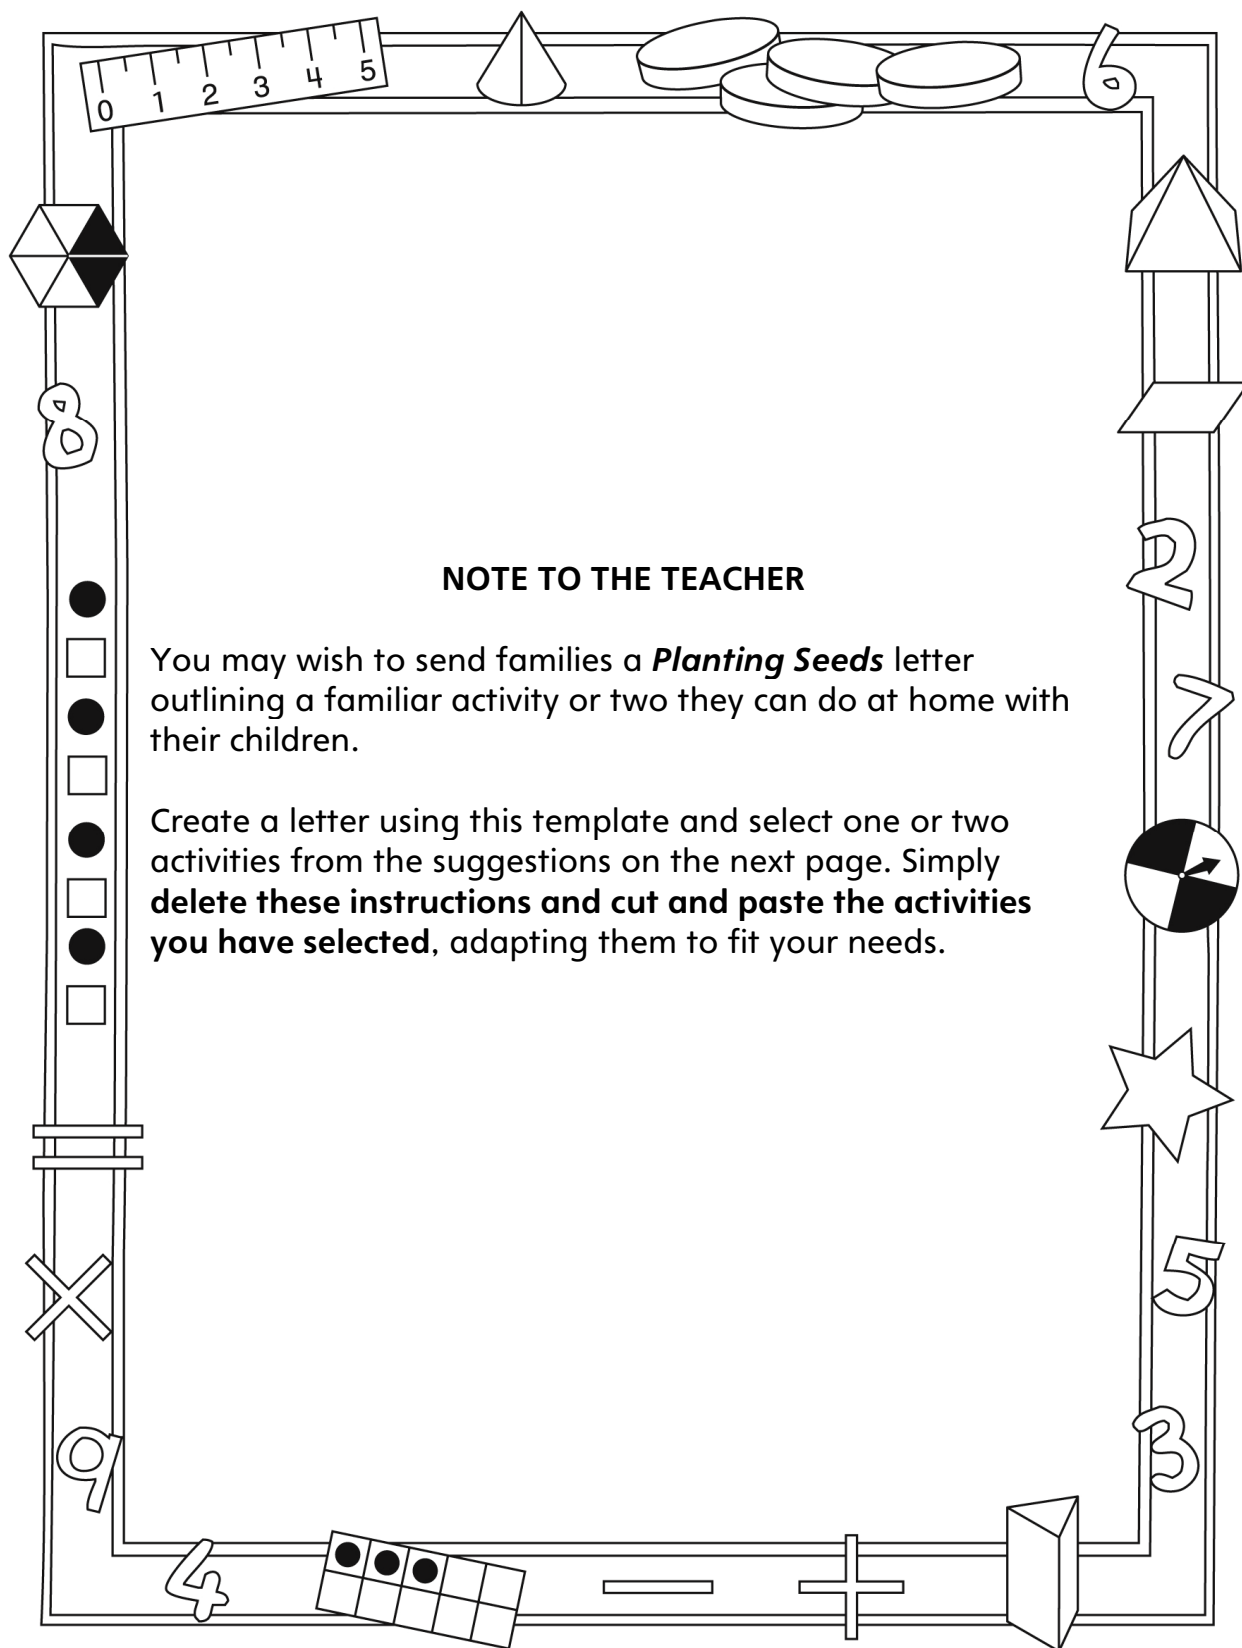 0 1 2 3 4 5
6
8
2
NOTE TO THE TEACHER
You may wish to send families a Planting Seeds letter
outlining a familiar activity or two they can do at home with
their children.
7
Create a letter using this template and select one or two
activities from the suggestions on the next page. Simply
delete these instructions and cut and paste the activities
you have selected, adapting them to fit your needs.
=
5
×
3
9
4
− +